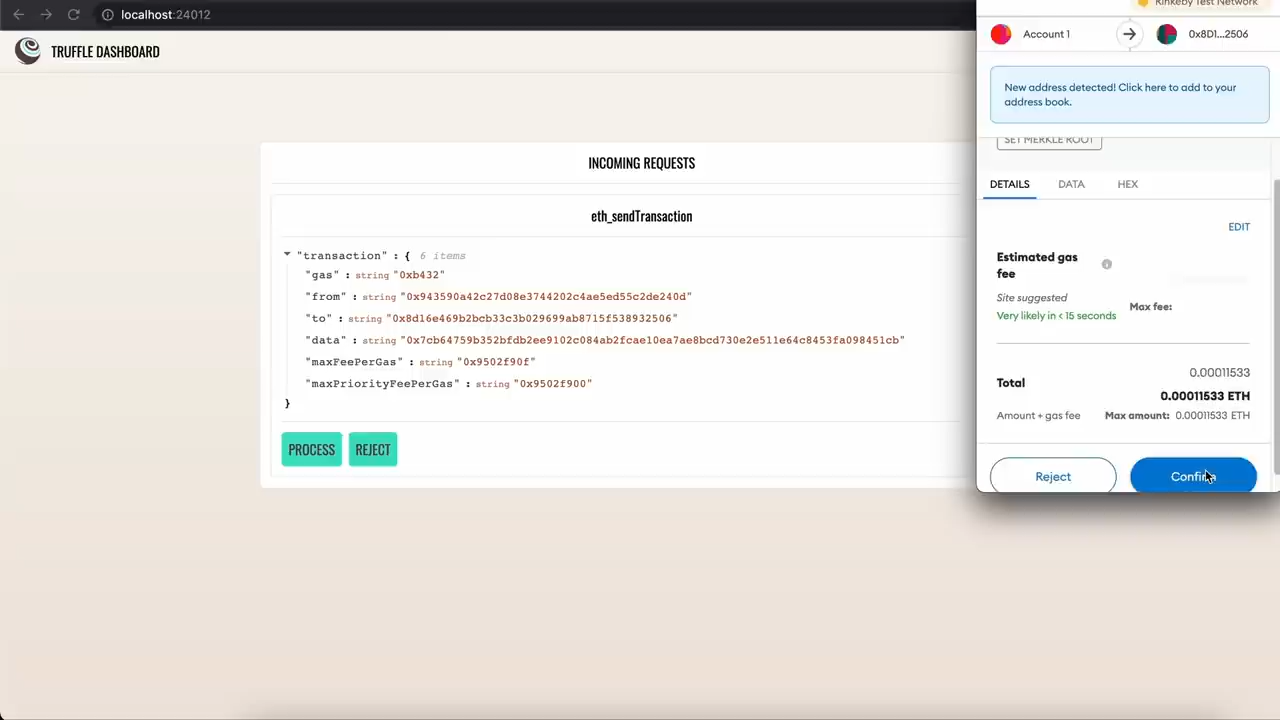 localhost:24012
TRUFFLE DASHBOARD
INCOMING REQUESTS
eth_sendTransaction
"transaction" : { 6 items
"gas" : string "0xb432"
"from" : string "0x943590a42c27d08e3744202c4ae5ed55c2de240d"
"to" : string "0x8d16e469b2bcb33c3b029699ab8715f538932506"
"data" : string "0x7cb64759b352bfdb2ee9102c084ab2fcae10ea7ae8bcd730e2e511e64c8453fa098451cb"
"maxFeePerGas" : string "0x9502f90f"
"maxPriorityFeePerGas" : string "0x9502f900"
}
PROCESS REJECT
Rinkeby Test Network
Account 1
0x8D1...2506
New address detected! Click here to add to your
address book.
SET MERKLE ROOT
DETAILS DATA HEX
EDIT
Estimated gas
fee
Site suggested
Very likely in < 15 seconds
Max fee:
0.00011533
Total
0.00011533 ETH
Amount + gas fee
Max amount: 0.00011533 ETH
Reject
Confirm